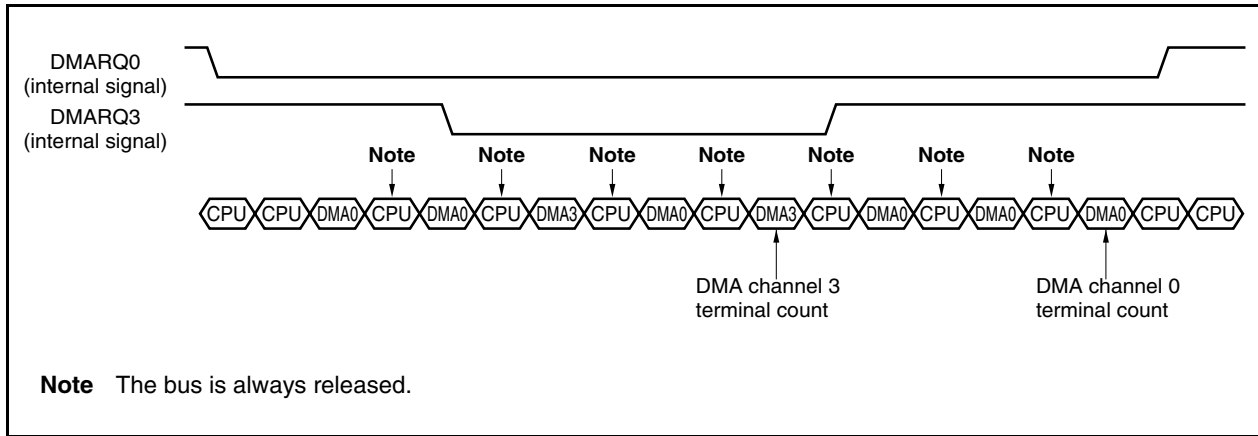 DMARQ0
(internal signal)
DMARQ3
(internal signal)
Note Note Note Note Note Note Note
CPU CPU DMA0 CPU DMA0 CPU DMA3 CPU DMA0 CPU DMA3 CPU DMA0 CPU DMA0 CPU DMA0 CPU CPU
DMA channel 3
terminal count
DMA channel 0
terminal count
Note The bus is always released.